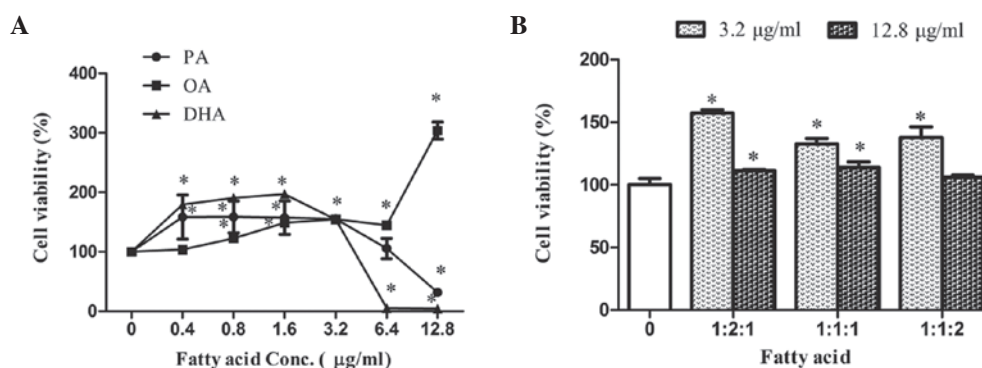 A
PA
OA
DHA
400
300
200
100
0
Cell viability (%)
* * * * * * * * * * * * *
0 0.4 0.8 1.6 3.2 6.4 12.8
Fatty acid Conc. ( μg/ml)
B
3.2 μg/ml 12.8 μg/ml
200
150
100
50
0
Cell viability (%)
* * * * *
0 1:2:1 1:1:1 1:1:2
Fatty acid